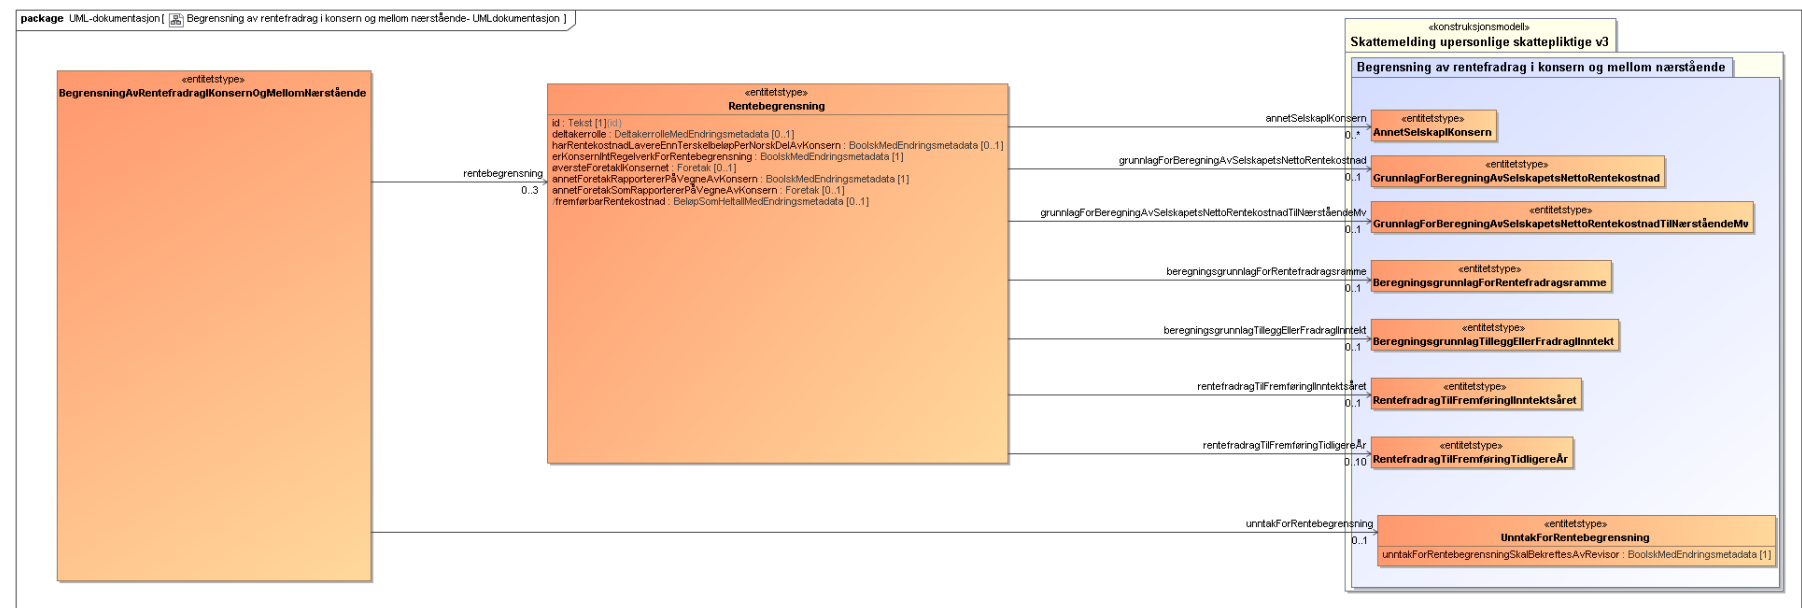 package UML-dokumentasjon [ Begrensning av rentefradrag i konsern og mellom nærstående- UMLdokumentasjon ]
«entitetstype»
BegrensningAvRentefradragIKonsernOgMellomNærstående
rentebegrensning
0..3
«entitetstype»
Rentebegrensning
id : Tekst [1]{id}
deltakerrolle : DeltakerrolleMedEndringsmetadata [0..1]
harRentekostnadLavereEnnTerskelbeløpPerNorskDelAvKonsern : BoolskMedEndringsmetadata [0..1]
erKonsernIhtRegelverkForRentebegrensning : BoolskMedEndringsmetadata [1]
øversteForetakIKonsernet : Foretak [0..1]
annetForetakRapportererPåVegneAvKonsern : BoolskMedEndringsmetadata [1]
annetForetakSomRapportererPåVegneAvKonsern : Foretak [0..1]
/fremførbarRentekostnad : BeløpSomHeltallMedEndringsmetadata [0..1]
«konstruksjonsmodell»
Skattemelding upersonlige skattepliktige v3
Begrensning av rentefradrag i konsern og mellom nærstående
annetSelskapIKonsern
0..*
«entitetstype»
AnnetSelskapIKonsern
grunnlagForBeregningAvSelskapetsNettoRentekostnad
0..1
«entitetstype»
GrunnlagForBeregningAvSelskapetsNettoRentekostnad
grunnlagForBeregningAvSelskapetsNettoRentekostnadTilNærståendeMv
0..1
«entitetstype»
GrunnlagForBeregningAvSelskapetsNettoRentekostnadTilNærståendeMv
beregningsgrunnlagForRentefradragsramme
0..1
«entitetstype»
BeregningsgrunnlagForRentefradragsramme
beregningsgrunnlagTilleggEllerFradragIInntekt
0..1
«entitetstype»
BeregningsgrunnlagTilleggEllerFradragIInntekt
rentefradragTilFremføringIInntektsåret
0..1
«entitetstype»
RentefradragTilFremføringIInntektsåret
rentefradragTilFremføringTidligereÅr
0..10
«entitetstype»
RentefradragTilFremføringTidligereÅr
unntakForRentebegrensning
0..1
«entitetstype»
UnntakForRentebegrensning
unntakForRentebegrensningSkalBekreftesAvRevisor : BoolskMedEndringsmetadata [1]